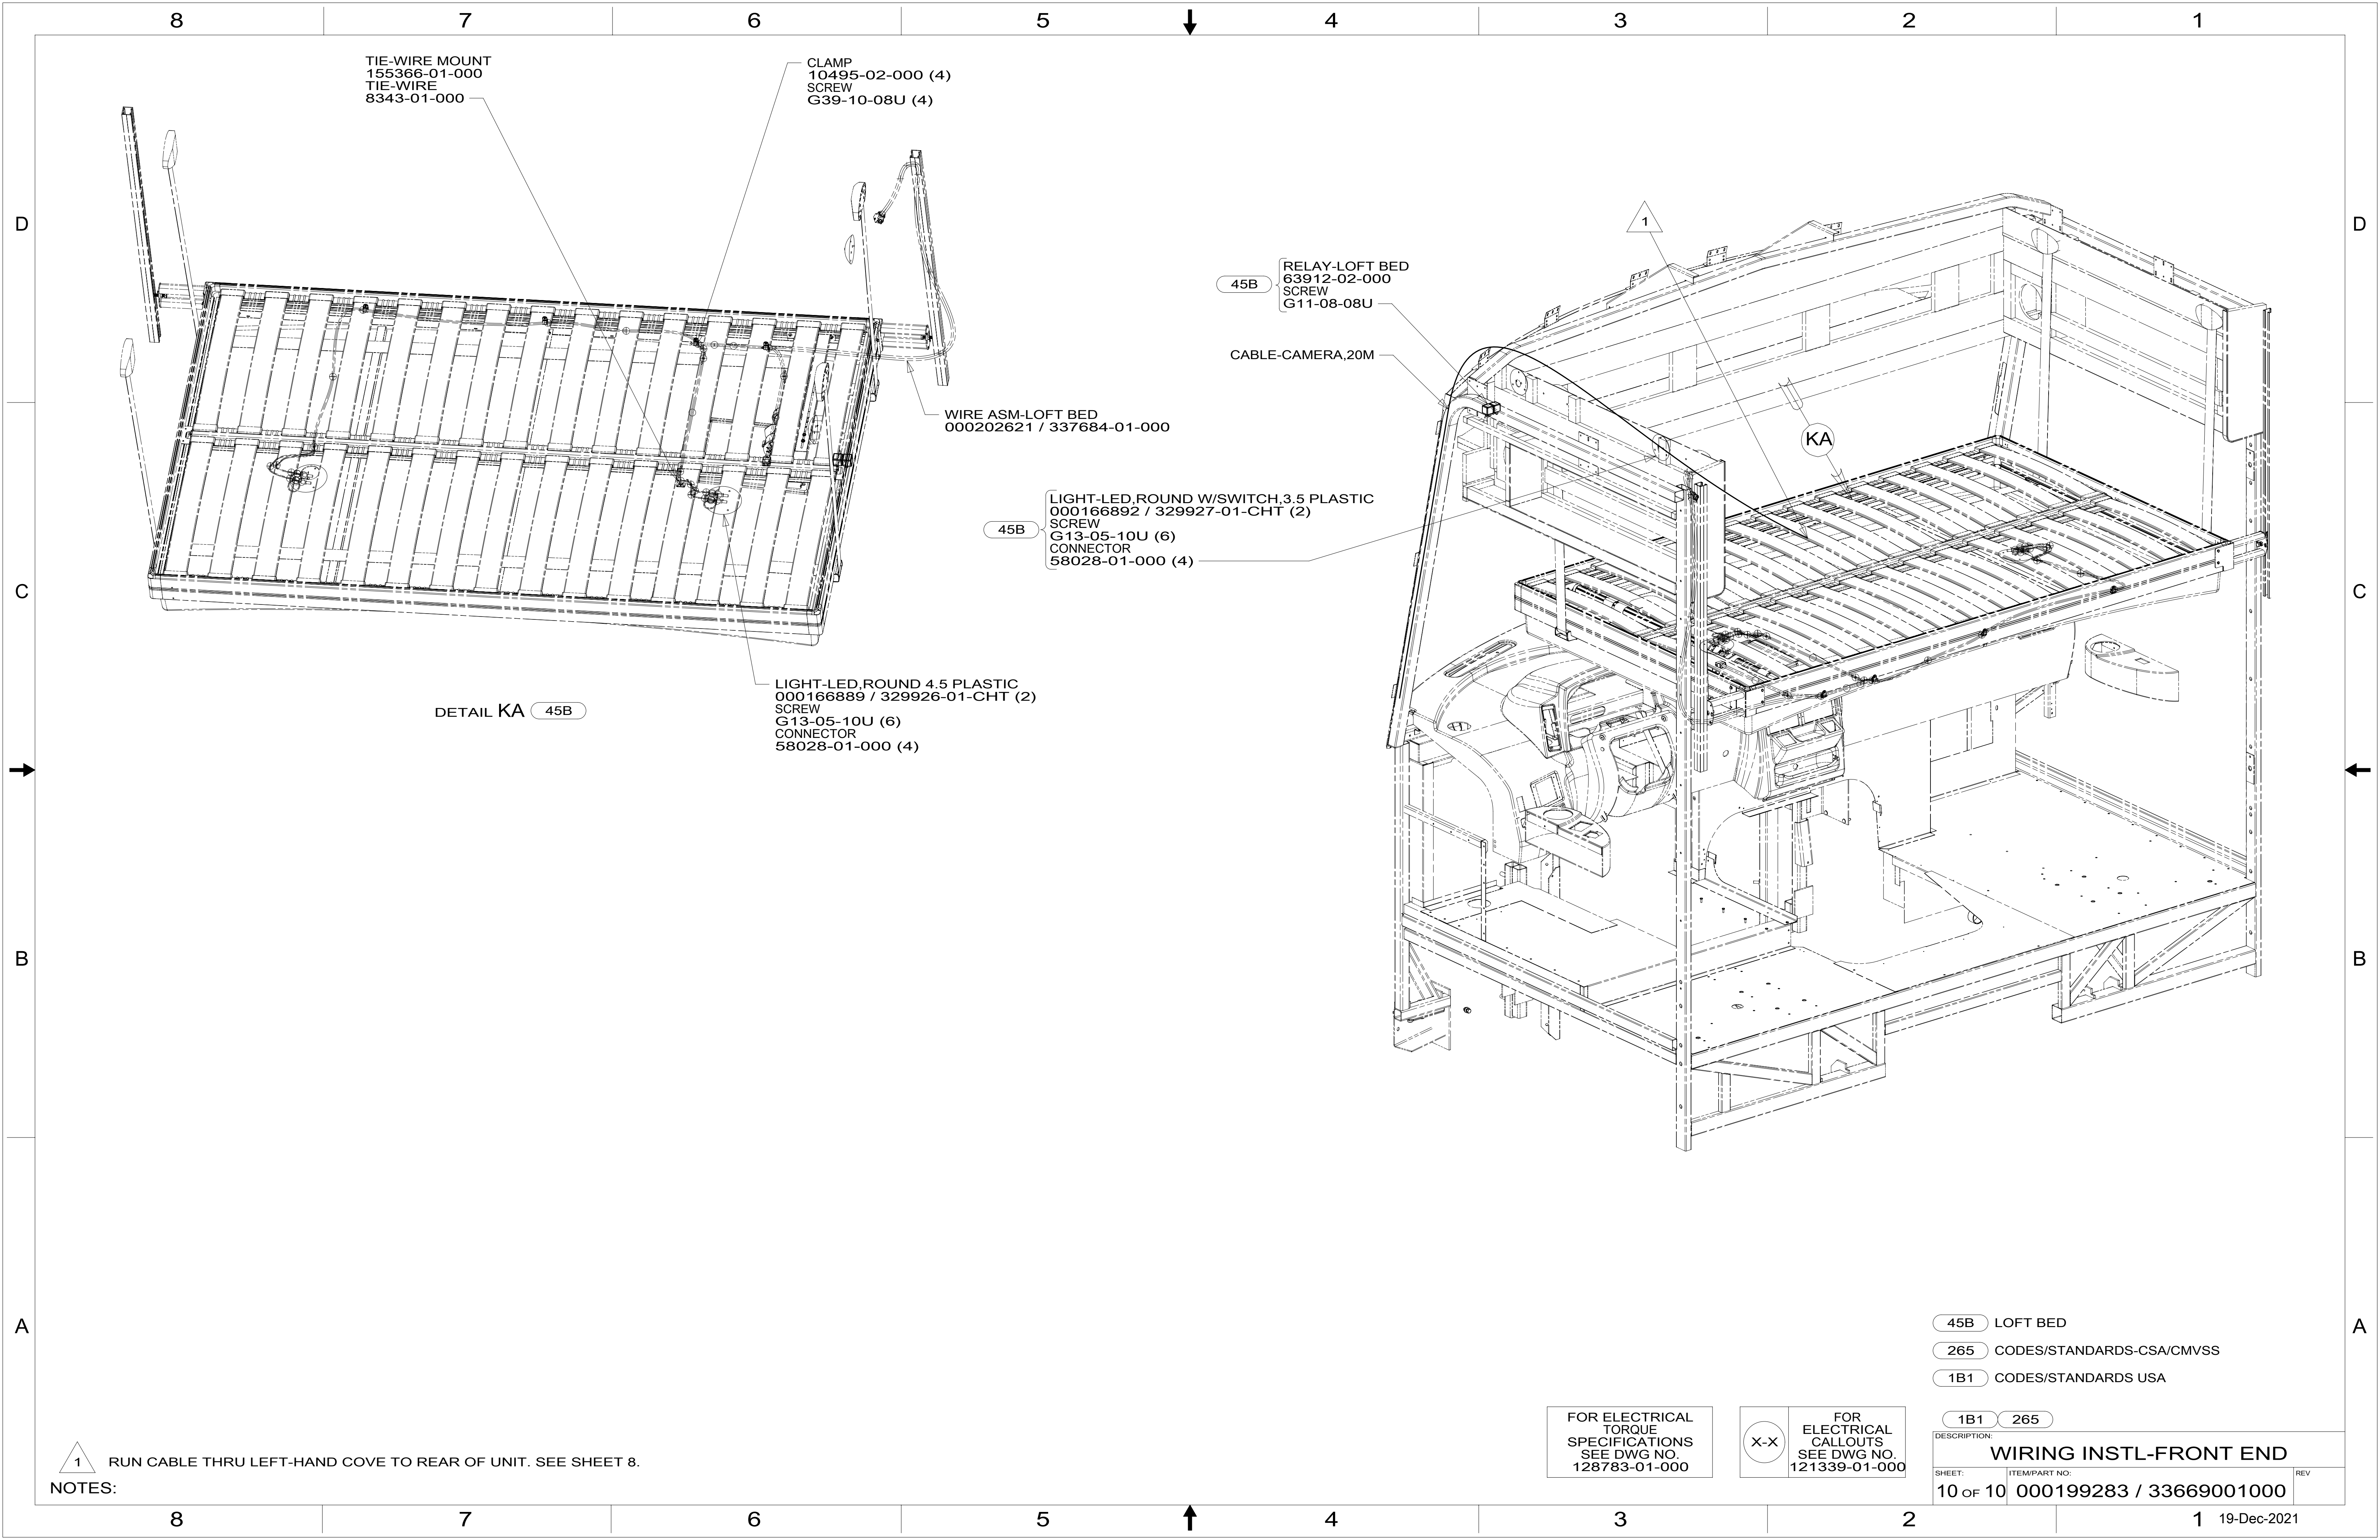 8 7 6 5 4 3 2 1
D
C
B
A
D
C
B
A
TIE-WIRE MOUNT
155366-01-000
TIE-WIRE
8343-01-000
CLAMP
10495-02-000 (4)
SCREW
G39-10-08U (4)
WIRE ASM-LOFT BED
000202621 / 337684-01-000
LIGHT-LED,ROUND 4.5 PLASTIC
000166889 / 329926-01-CHT (2)
SCREW
G13-05-10U (6)
CONNECTOR
58028-01-000 (4)
DETAIL KA 45B
1
45B
RELAY-LOFT BED
63912-02-000
SCREW
G11-08-08U
CABLE-CAMERA,20M
KA
45B
LIGHT-LED,ROUND W/SWITCH,3.5 PLASTIC
000166892 / 329927-01-CHT (2)
SCREW
G13-05-10U (6)
CONNECTOR
58028-01-000 (4)
45B LOFT BED
265 CODES/STANDARDS-CSA/CMVSS
1B1 CODES/STANDARDS USA
1B1 265
1 RUN CABLE THRU LEFT-HAND COVE TO REAR OF UNIT. SEE SHEET 8.
NOTES:
FOR ELECTRICAL
TORQUE
SPECIFICATIONS
SEE DWG NO.
128783-01-000
X-X
FOR
ELECTRICAL
CALLOUTS
SEE DWG NO.
121339-01-000
DESCRIPTION:
WIRING INSTL-FRONT END
SHEET:
10 OF 10
ITEM/PART NO:
000199283 / 33669001000
REV
8 7 6 5 4 3 2 1
19-Dec-2021